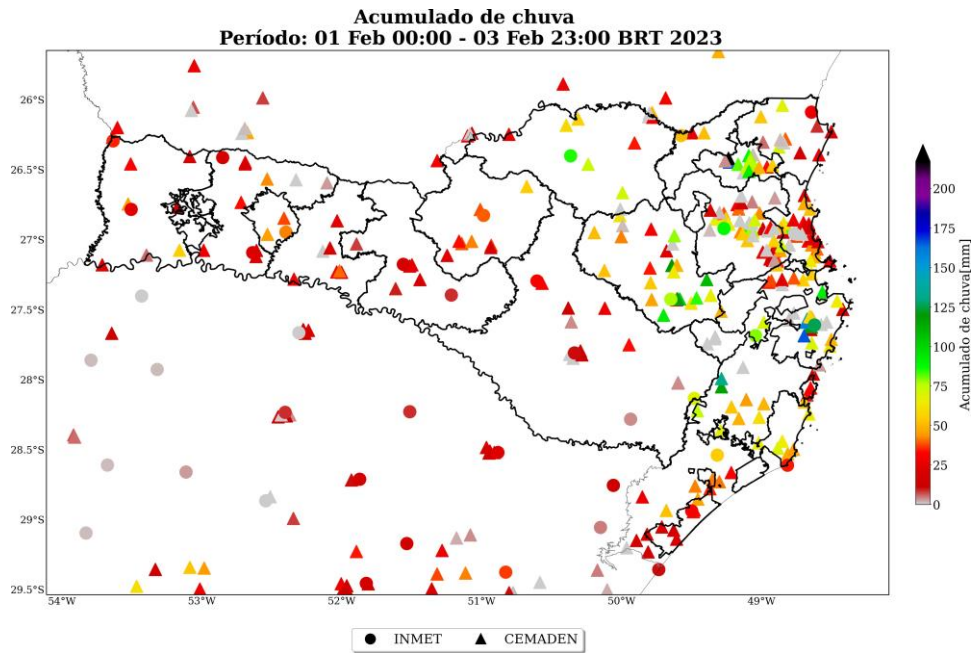 Acumulado de chuva
Período: 01 Feb 00:00 - 03 Feb 23:00 BRT 2023
26°S
26.5°S
27°S
27.5°S
28°S
28.5°S
29°S
29.5°S
54°W 53°W 52°W 51°W 50°W 49°W
200
175
150
125
100
75
50
25
0
Acumulado de chuva[mm]
INMET CEMADEN